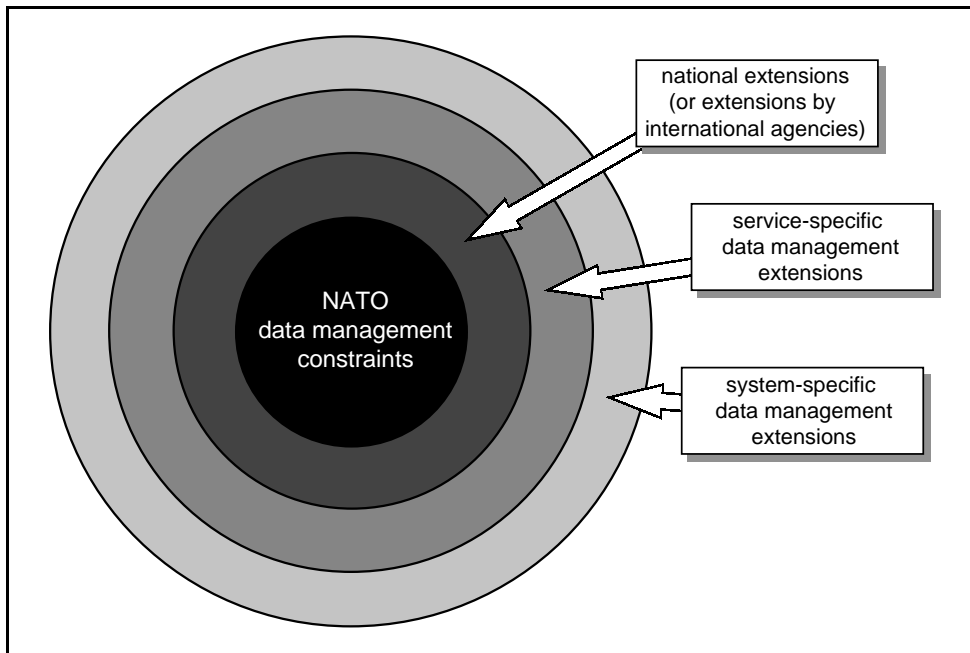 national extensions
(or extensions by
international agencies)
service-specific
data management
extensions
NATO
data management
constraints
system-specific
data management
extensions